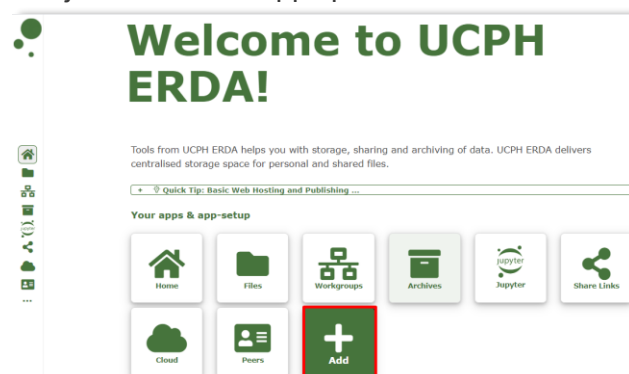 Welcome to UCPH
ERDA!
Tools from UCPH ERDA helps you with storage, sharing and archiving of data. UCPH ERDA delivers
centralised storage space for personal and shared files.
+ Quick Tip: Basic Web Hosting and Publishing ...
Your apps & app-setup
Home Files Workgroups Archives Jupyter Share Links
Cloud Peers Add